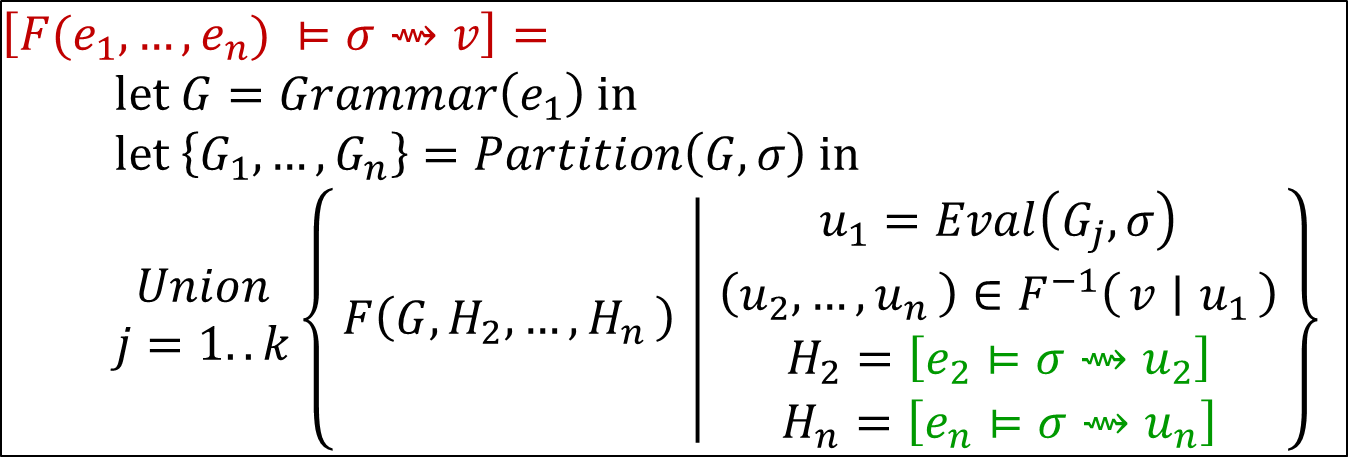 [F(e₁, …, eₙ) ⊨ σ ⇝ v] =
let G = Grammar(e₁) in
let {G₁, …, Gₙ} = Partition(G, σ) in
Union
j = 1..k
{ F(G, H₂, …, Hₙ) |
u₁ = Eval(Gⱼ, σ)
(u₂, …, uₙ) ∈ F⁻¹( v | u₁ )
H₂ = [e₂ ⊨ σ ⇝ u₂]
Hₙ = [eₙ ⊨ σ ⇝ uₙ] }